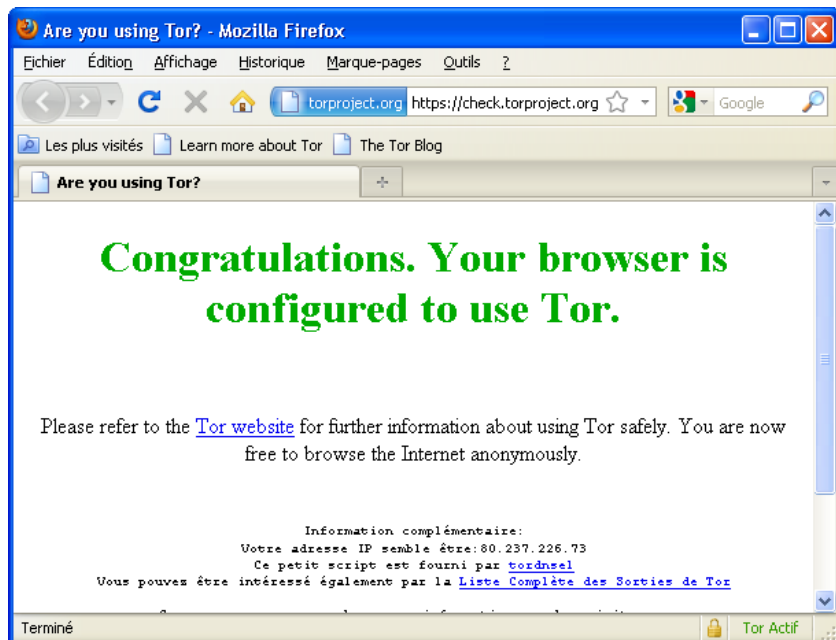 Are you using Tor? - Mozilla Firefox
Fichier Édition Affichage Historique Marque-pages Outils ?
torproject.org https://check.torproject.org Google
Les plus visités Learn more about Tor The Tor Blog
Are you using Tor?
Congratulations. Your browser is
configured to use Tor.
Please refer to the Tor website for further information about using Tor safely. You are now
free to browse the Internet anonymously.
Information complémentaire:
Votre adresse IP semble être:80.237.226.73
Ce petit script est fourni par tordnsel
Vous pouves être intéressé également par la Liste Complète des Sorties de Tor
Terminé Tor Actif